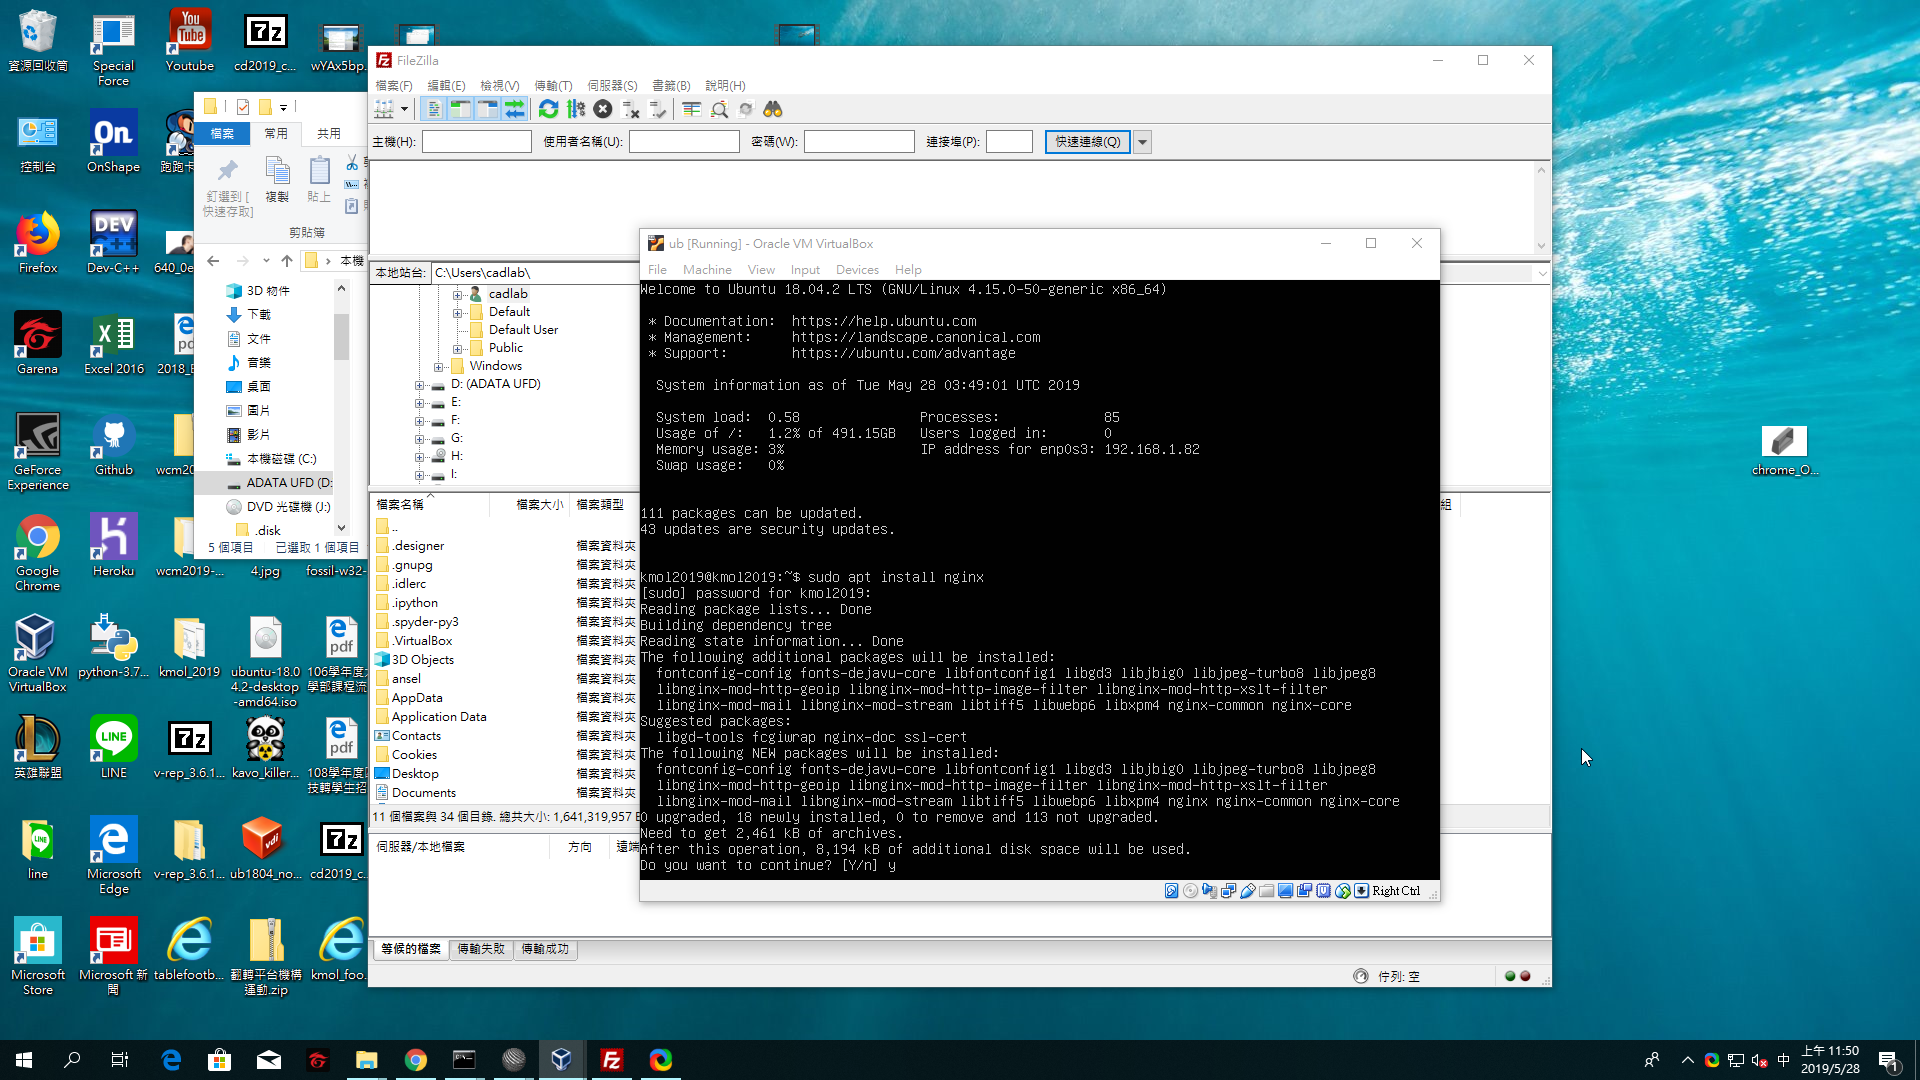 資源回收筒
Special Force
Youtube
cd2019_c...
wYAx5bp...
控制台
OnShape
Firefox
Dev-C++
640_0e
Garena
Excel 2016
2018_E
GeForce Experience
Github
wcm2
Google Chrome
Heroku
wcm2019-...
4.jpg
fossil-w32-
Oracle VM VirtualBox
python-3.7...
kmol_2019
ubuntu-18.04.2-desktop-amd64.iso
106學年度
學部課程流
英雄聯盟
LINE
v-rep_3.6.1...
kavo_killer...
108學年度
技轉學生招
line
Microsoft Edge
v-rep_3.6.1...
ub1804_no...
cd2019_c...
Microsoft Store
Microsoft 新聞
tablefootb...
翻轉平台機構運動.zip
kmol_foo...
chrome_O...
檔案
常用
共用
釘選到 [
快速存取]
複製
貼上
剪貼簿
本機
3D 物件
下載
文件
音樂
桌面
圖片
影片
本機磁碟 (C:)
ADATA UFD (D:
DVD 光碟機 (J:)
.disk
5 個項目
已選取 1 個項目
FileZilla
檔案(F) 編輯(E) 檢視(V) 傳輸(T) 伺服器(S) 書籤(B) 說明(H)
主機(H): 使用者名稱(U): 密碼(W): 連接埠(P): 快速連線(Q)
本地站台: C:\Users\cadlab\
cadlab
Default
Default User
Public
Windows
D: (ADATA UFD)
E:
F:
G:
H:
I:
檔案名稱 檔案大小 檔案類型
..
.designer 檔案資料夾
.gnupg 檔案資料夾
.idlerc 檔案資料夾
.ipython 檔案資料夾
.spyder-py3 檔案資料夾
.VirtualBox 檔案資料夾
3D Objects 檔案資料夾
ansel 檔案資料夾
AppData 檔案資料夾
Application Data 檔案資料夾
Contacts 檔案資料夾
Cookies 檔案資料夾
Desktop 檔案資料夾
Documents 檔案資料夾
11 個檔案與 34 個目錄. 總共大小: 1,641,319,957
伺服器/本地檔案 方向 遠端
等候的檔案 傳輸失敗 傳輸成功
佇列: 空
ub [Running] - Oracle VM VirtualBox
File Machine View Input Devices Help
Welcome to Ubuntu 18.04.2 LTS (GNU/Linux 4.15.0-50-generic x86_64)
* Documentation: https://help.ubuntu.com
* Management: https://landscape.canonical.com
* Support: https://ubuntu.com/advantage
System information as of Tue May 28 03:49:01 UTC 2019
System load: 0.58 Processes: 85
Usage of /: 1.2% of 491.15GB Users logged in: 0
Memory usage: 3% IP address for enp0s3: 192.168.1.82
Swap usage: 0%
111 packages can be updated.
43 updates are security updates.
kmol2019@kmol2019:~$ sudo apt install nginx
[sudo] password for kmol2019:
Reading package lists... Done
Building dependency tree
Reading state information... Done
The following additional packages will be installed:
fontconfig-config fonts-dejavu-core libfontconfig1 libgd3 libjbig0 libjpeg-turbo8 libjpeg8
libnginx-mod-http-geoip libnginx-mod-http-image-filter libnginx-mod-http-xslt-filter
libnginx-mod-mail libnginx-mod-stream libtiff5 libwebp6 libxpm4 nginx-common nginx-core
Suggested packages:
libgd-tools fcgiwrap nginx-doc ssl-cert
The following NEW packages will be installed:
fontconfig-config fonts-dejavu-core libfontconfig1 libgd3 libjbig0 libjpeg-turbo8 libjpeg8
libnginx-mod-http-geoip libnginx-mod-http-image-filter libnginx-mod-http-xslt-filter
libnginx-mod-mail libnginx-mod-stream libtiff5 libwebp6 libxpm4 nginx nginx-common nginx-core
0 upgraded, 18 newly installed, 0 to remove and 113 not upgraded.
Need to get 2,461 kB of archives.
After this operation, 8,194 kB of additional disk space will be used.
Do you want to continue? [Y/n] y
Right Ctrl
中
上午 11:50
2019/5/28